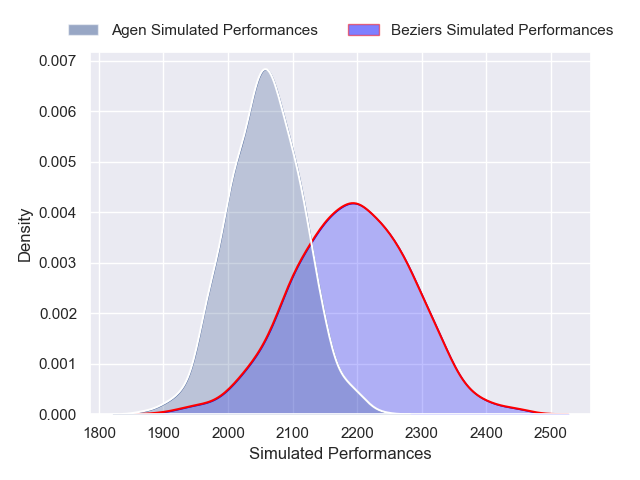 Agen Simulated Performances
Beziers Simulated Performances
0.007
0.006
0.005
0.004
0.003
0.002
0.001
0.000
Density
1800 1900 2000 2100 2200 2300 2400 2500
Simulated Performances